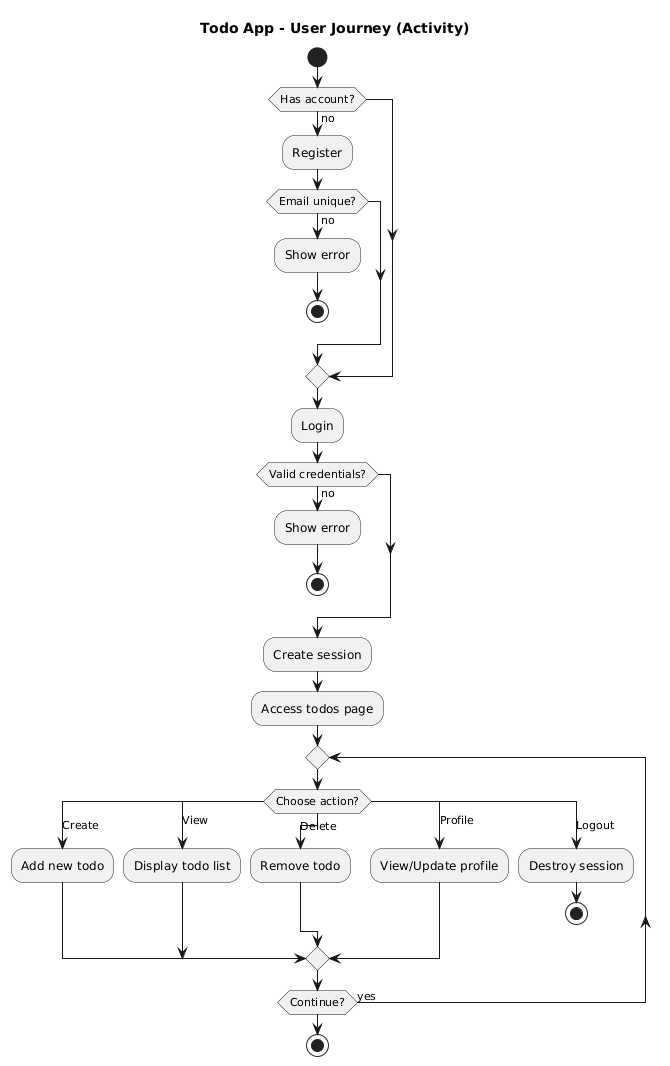 Todo App - User Journey (Activity)
Has account?
no
Register
Email unique?
no
Show error
Login
Valid credentials?
no
Show error
Create session
Access todos page
Choose action?
Create
View
Delete
Profile
Logout
Add new todo
Display todo list
Remove todo
View/Update profile
Destroy session
Continue?
yes